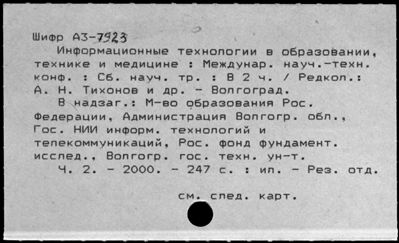 Шифр А3-7923
Информационные технологии в образовании,
технике и медицине : Междунар. науч.-техн.
конф. : Сб. науч. тр. : В 2 ч. / Редкол.:
А. Н. Тихонов и др. - Волгоград.
В надзаг.: М-во образования Рос.
Федерации, Администрация Волгогр. обл.,
Гос. НИИ информ. технологий и
телекоммуникаций, Рос. фонд фундамент.
исслед., Волгогр. гос. техн. ун-т.
Ч. 2. - 2000. - 247 с. : ил. - Рез. отд.
см. след. карт.